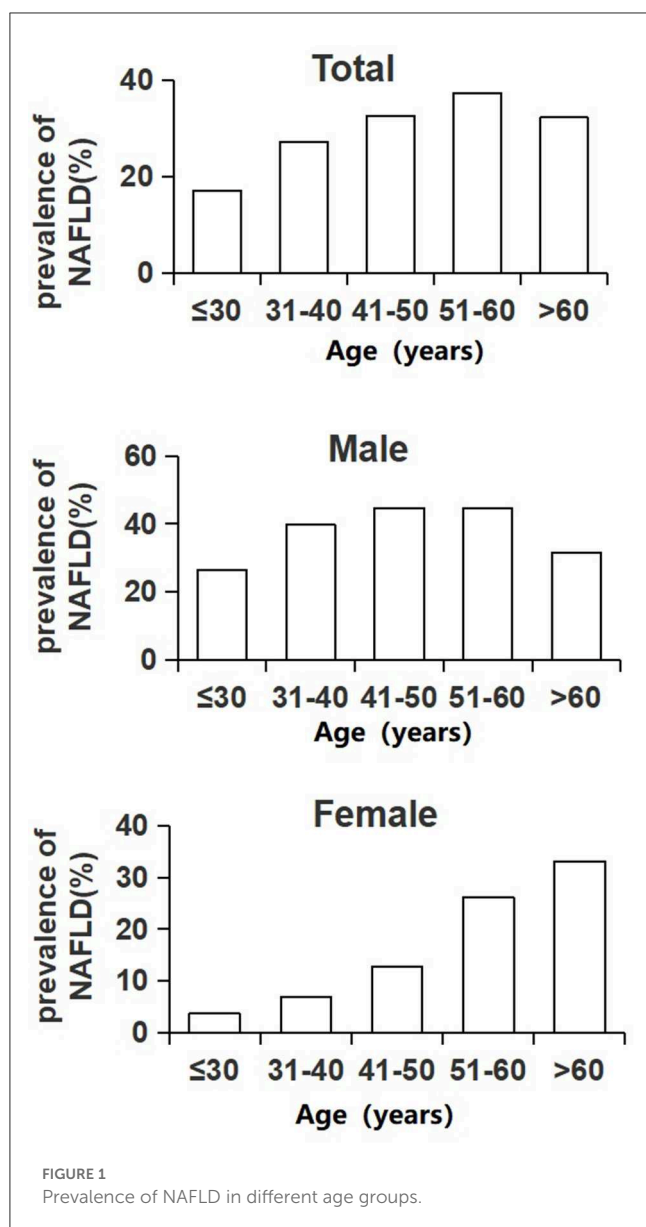 Total
prevalence of
NAFLD(%)
40
20
0
≤30 31-40 41-50 51-60 >60
Age (years)
Male
prevalence of
NAFLD(%)
60
40
20
0
≤30 31-40 41-50 51-60 >60
Age (years)
Female
prevalence of
NAFLD(%)
40
30
20
10
0
≤30 31-40 41-50 51-60 >60
Age (years)
FIGURE 1
Prevalence of NAFLD in different age groups.